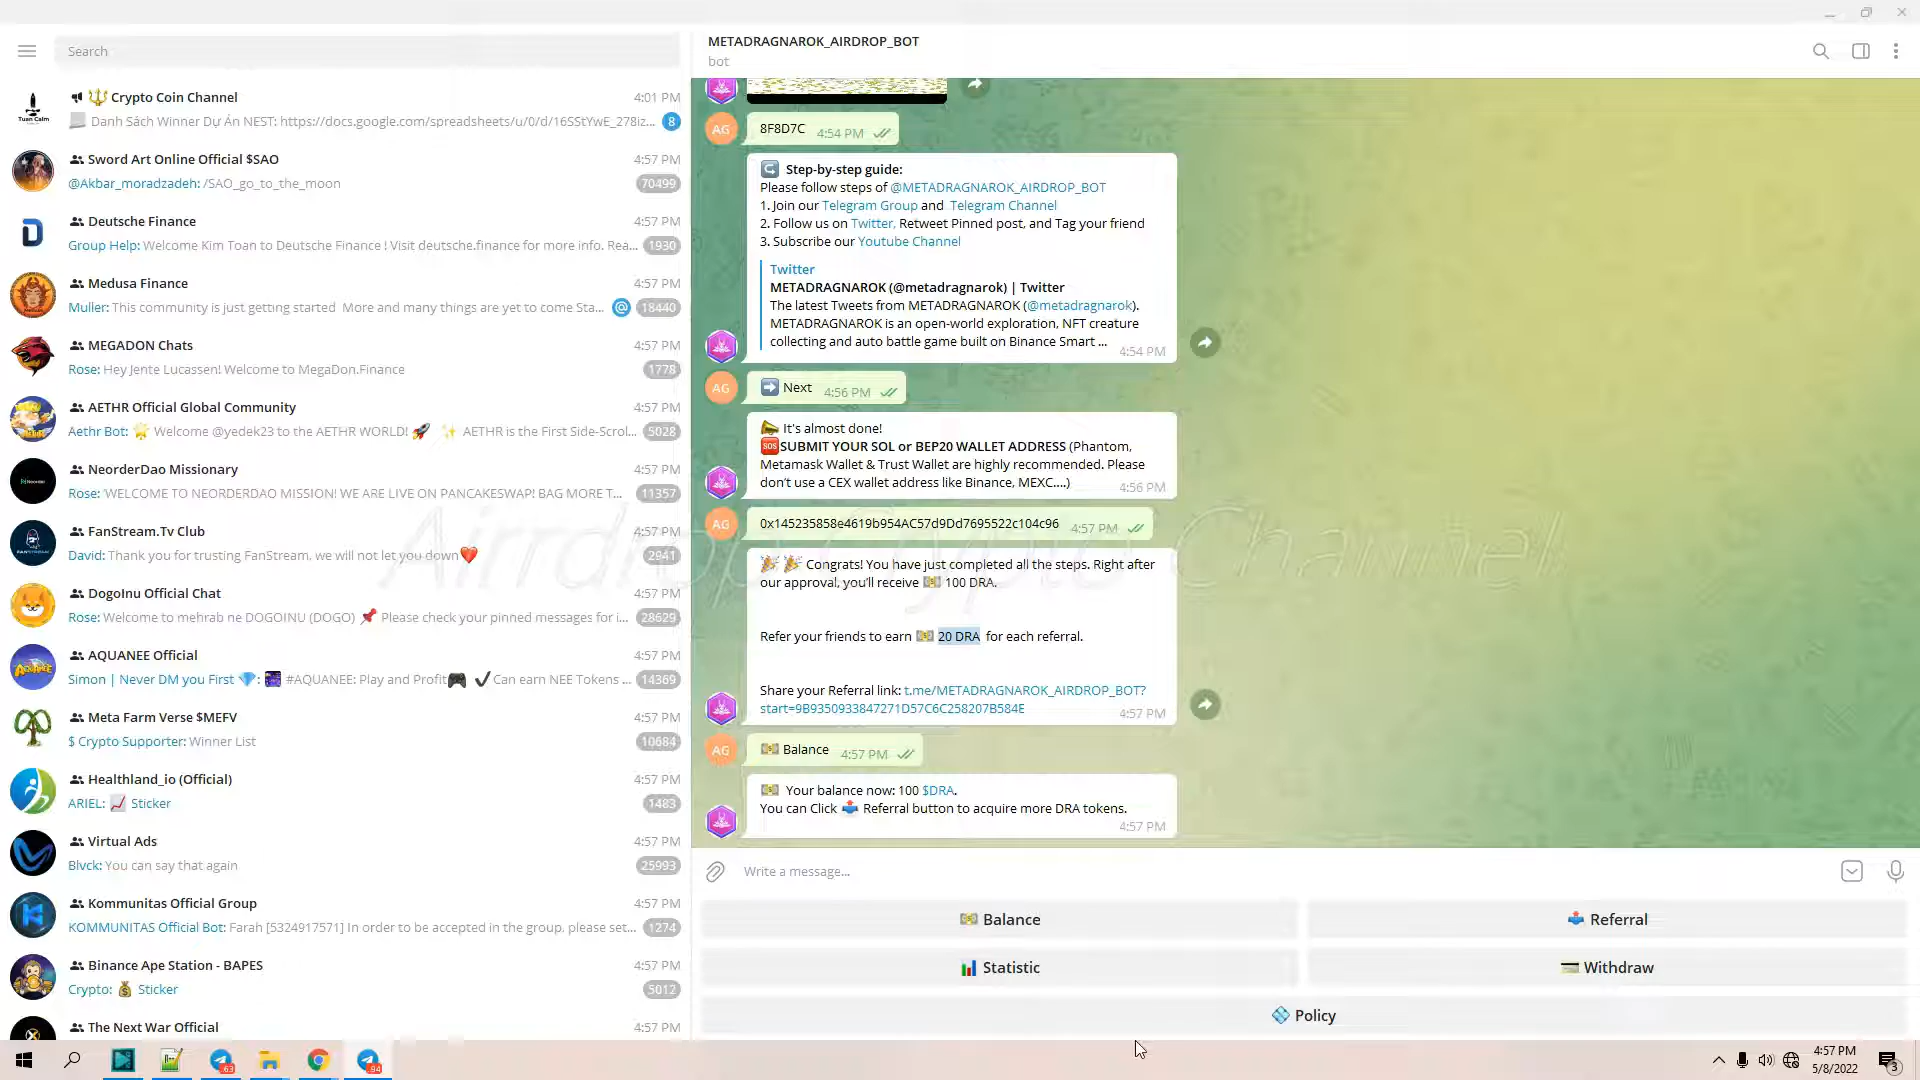 Search
Tuan Calm
Crypto Coin Channel
4:01 PM
Danh Sách Winner Dự Án NEST: https://docs.google.com/spreadsheets/u/0/d/16SStYwE_278iz...
8
Sword Art Online Official $SAO
4:57 PM
@Akbar_moradzadeh: /SAO_go_to_the_moon
70499
Deutsche Finance
4:57 PM
Group Help: Welcome Kim Toan to Deutsche Finance ! Visit deutsche.finance for more info. Rea...
1930
Medusa Finance
4:57 PM
Muller: This community is just getting started More and many things are yet to come Sta...
@
18440
MEGADON Chats
4:57 PM
Rose: Hey Jente Lucassen! Welcome to MegaDon.Finance
1778
AETHR Official Global Community
4:57 PM
Aethr Bot: 🌟 Welcome @yedek23 to the AETHR WORLD! 🚀 ✨ AETHR is the First Side-Scrol...
5028
NeorderDao Missionary
4:57 PM
Rose: 'WELCOME TO NEORDERDAO MISSION! WE ARE LIVE ON PANCAKESWAP! BAG MORE T...
11357
FanStream.Tv Club
4:57 PM
David: Thank you for trusting FanStream, we will not let you down❤️
2941
DogoInu Official Chat
4:57 PM
Rose: Welcome to mehrab ne DOGOINU (DOGO) 📌 Please check your pinned messages for i...
28629
AQUANEE Official
4:57 PM
Simon | Never DM you First 💎: 🎆 #AQUANEE: Play and Profit🎮 ✔️Can earn NEE Tokens ...
14369
Meta Farm Verse $MEFV
4:57 PM
$ Crypto Supporter: Winner List
10684
Healthland_io (Official)
4:57 PM
ARIEL: 📈 Sticker
1483
Virtual Ads
4:57 PM
Blvck: You can say that again
25993
Kommunitas Official Group
4:57 PM
KOMMUNITAS Official Bot: Farah [5324917571] In order to be accepted in the group, please set...
1274
Binance Ape Station - BAPES
4:57 PM
Crypto: 💰 Sticker
5012
The Next War Official
4:57 PM
METADRAGNAROK_AIRDROP_BOT
bot
AG
8F8D7C 4:54 PM
Step-by-step guide:
Please follow steps of @METADRAGNAROK_AIRDROP_BOT
1. Join our Telegram Group and Telegram Channel
2. Follow us on Twitter, Retweet Pinned post, and Tag your friend
3. Subscribe our Youtube Channel
Twitter
METADRAGNAROK (@metadragnarok) | Twitter
The latest Tweets from METADRAGNAROK (@metadragnarok).
METADRAGNAROK is an open-world exploration, NFT creature
collecting and auto battle game built on Binance Smart ...
4:54 PM
AG
➡️ Next 4:56 PM
📣 It's almost done!
🆘SUBMIT YOUR SOL or BEP20 WALLET ADDRESS (Phantom,
Metamask Wallet & Trust Wallet are highly recommended. Please
don't use a CEX wallet address like Binance, MEXC....)
4:56 PM
AG
0x145235858e4619b954AC57d9Dd7695522c104c96 4:57 PM
Airrdrop Crypto Channel
🎉 🎉 Congrats! You have just completed all the steps. Right after
our approval, you'll receive 💵 100 DRA.
Refer your friends to earn 💵 20 DRA for each referral.
Share your Referral link: t.me/METADRAGNAROK_AIRDROP_BOT?
start=9B9350933847271D57C6C258207B584E
4:57 PM
AG
💵 Balance 4:57 PM
💵 Your balance now: 100 $DRA.
You can Click 📤 Referral button to acquire more DRA tokens.
4:57 PM
Write a message...
💵 Balance
📤 Referral
📊 Statistic
💳 Withdraw
💠 Policy
63
94
4:57 PM
5/8/2022
3